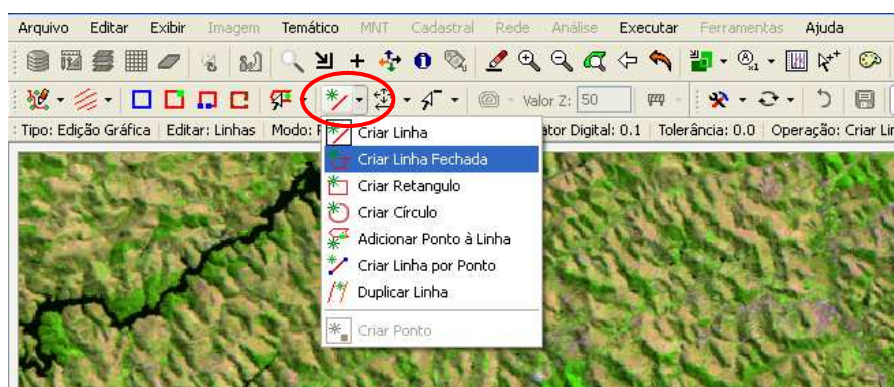 Arquivo Editar Exibir Imagem Temático MNT Cadastral Rede Análise Executar Ferramentas Ajuda
Valor Z: 50
Tipo: Edição Gráfica Editar: Linhas Modo: Digital: 0.1 Tolerância: 0.0 Operação: Criar
Criar Linha
Criar Linha Fechada
Criar Retangulo
Criar Círculo
Adicionar Ponto à Linha
Criar Linha por Ponto
Duplicar Linha
Criar Ponto